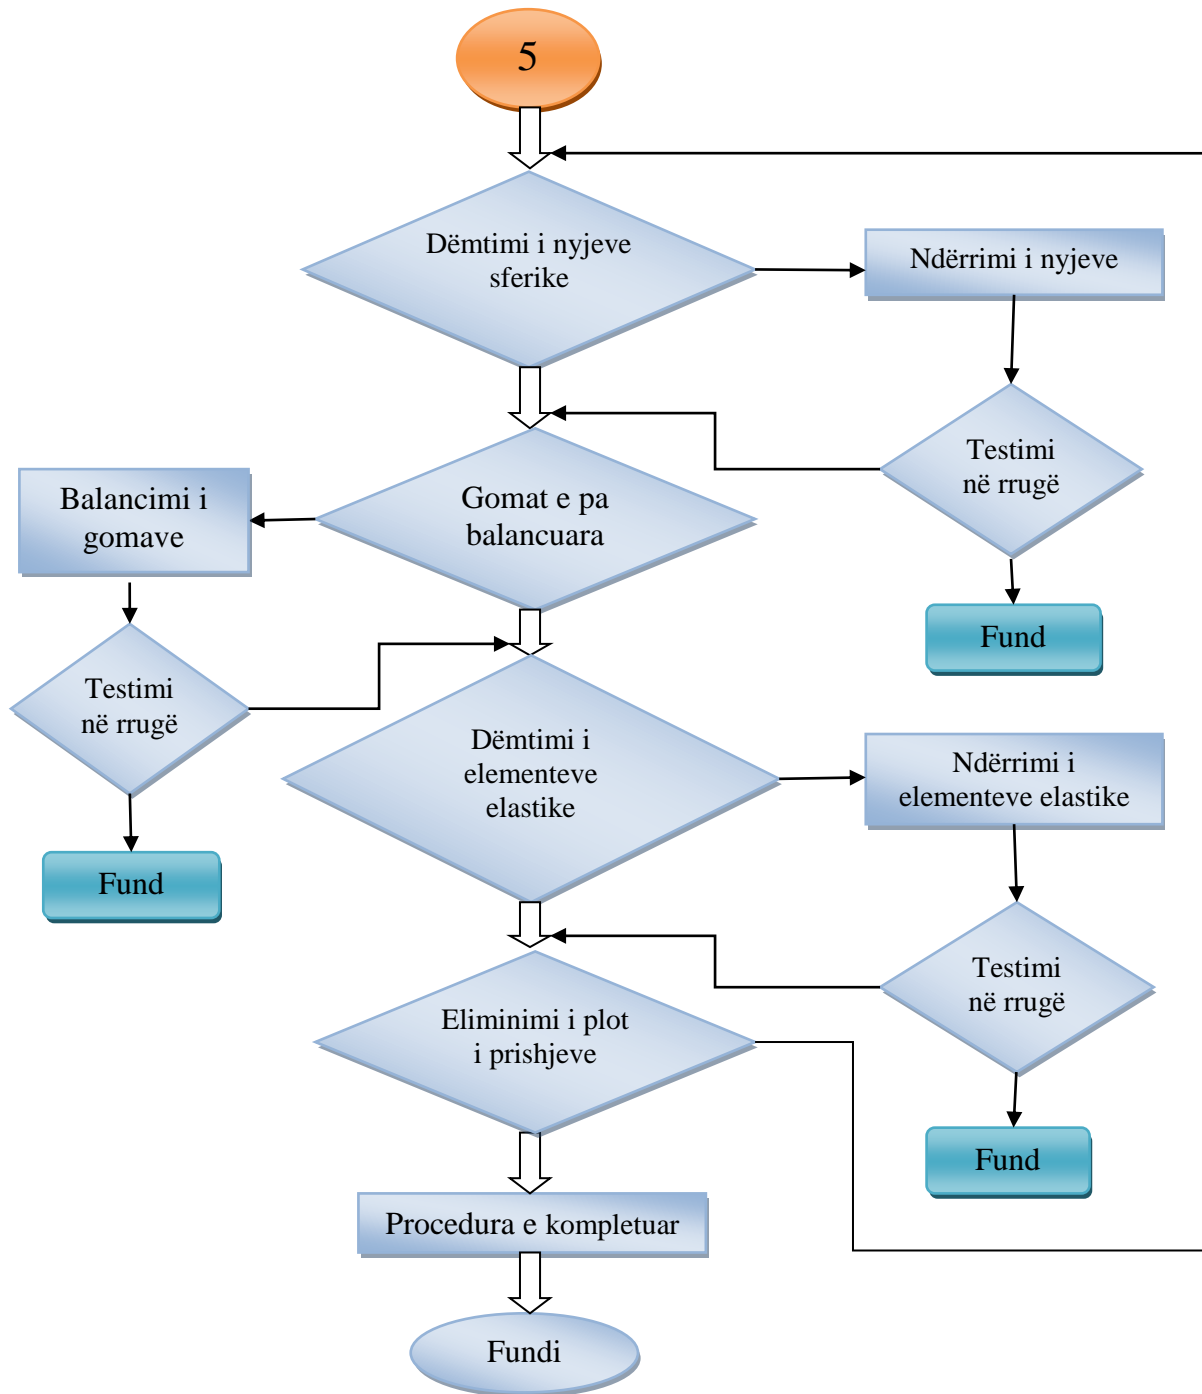 5
Dëmtimi i nyjeve
sferike
Ndërrimi i nyjeve
Testimi
në rrugë
Fund
Gomat e pa
balancuara
Balancimi i
gomave
Testimi
në rrugë
Fund
Dëmtimi i
elementeve
elastike
Ndërrimi i
elementeve elastike
Testimi
në rrugë
Fund
Eliminimi i plot
i prishjeve
Procedura e kompletuar
Fundi